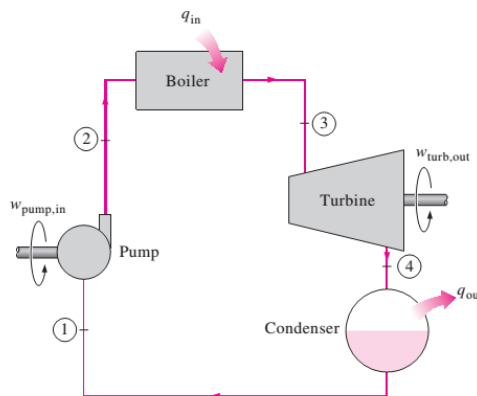 q_in
Boiler
2
3
w_turb,out
Turbine
w_pump,in
Pump
4
q_ou
1
Condenser